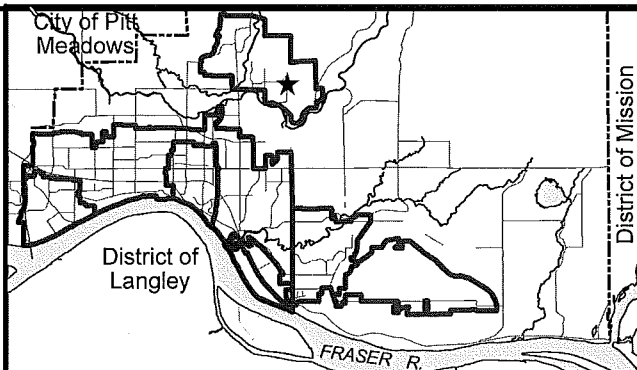 City of Pitt
Meadows
District of Mission
District of
Langley
FRASER R.